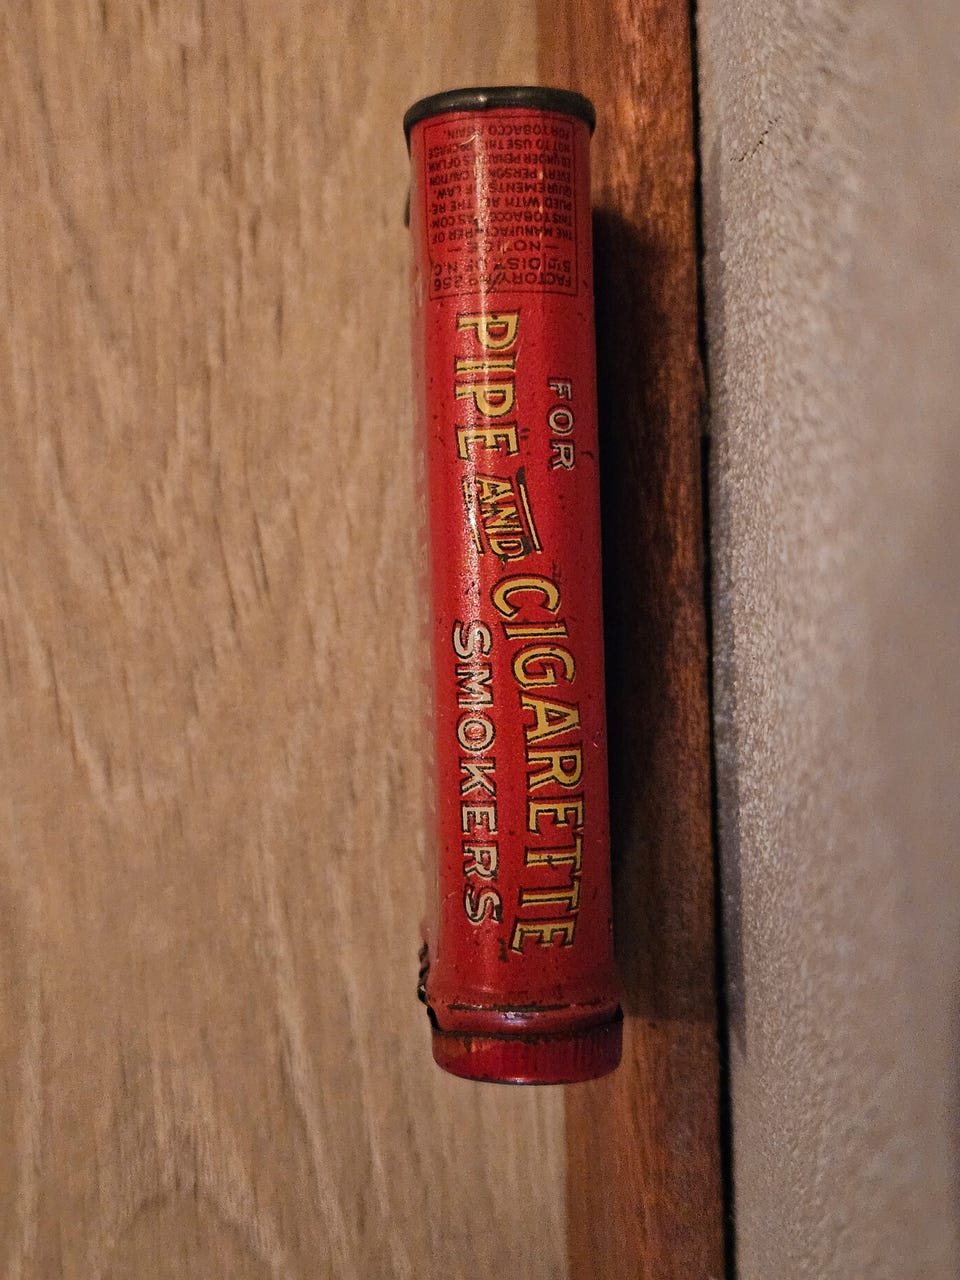 FOR
PIPE AND CIGARETTE
SMOKERS
FACTORY No 256
5TH DIST. OF N.C.
— NOTICE —
THE MANUFACTURER OF
THIS TOBACCO HAS COM-
PLIED WITH ALL THE RE-
QUIREMENTS OF LAW.
EVERY PERSON IS CAUTION
ED UNDER PENALTIES OF LAW
NOT TO USE THIS PACKAGE
FOR TOBACCO AGAIN.